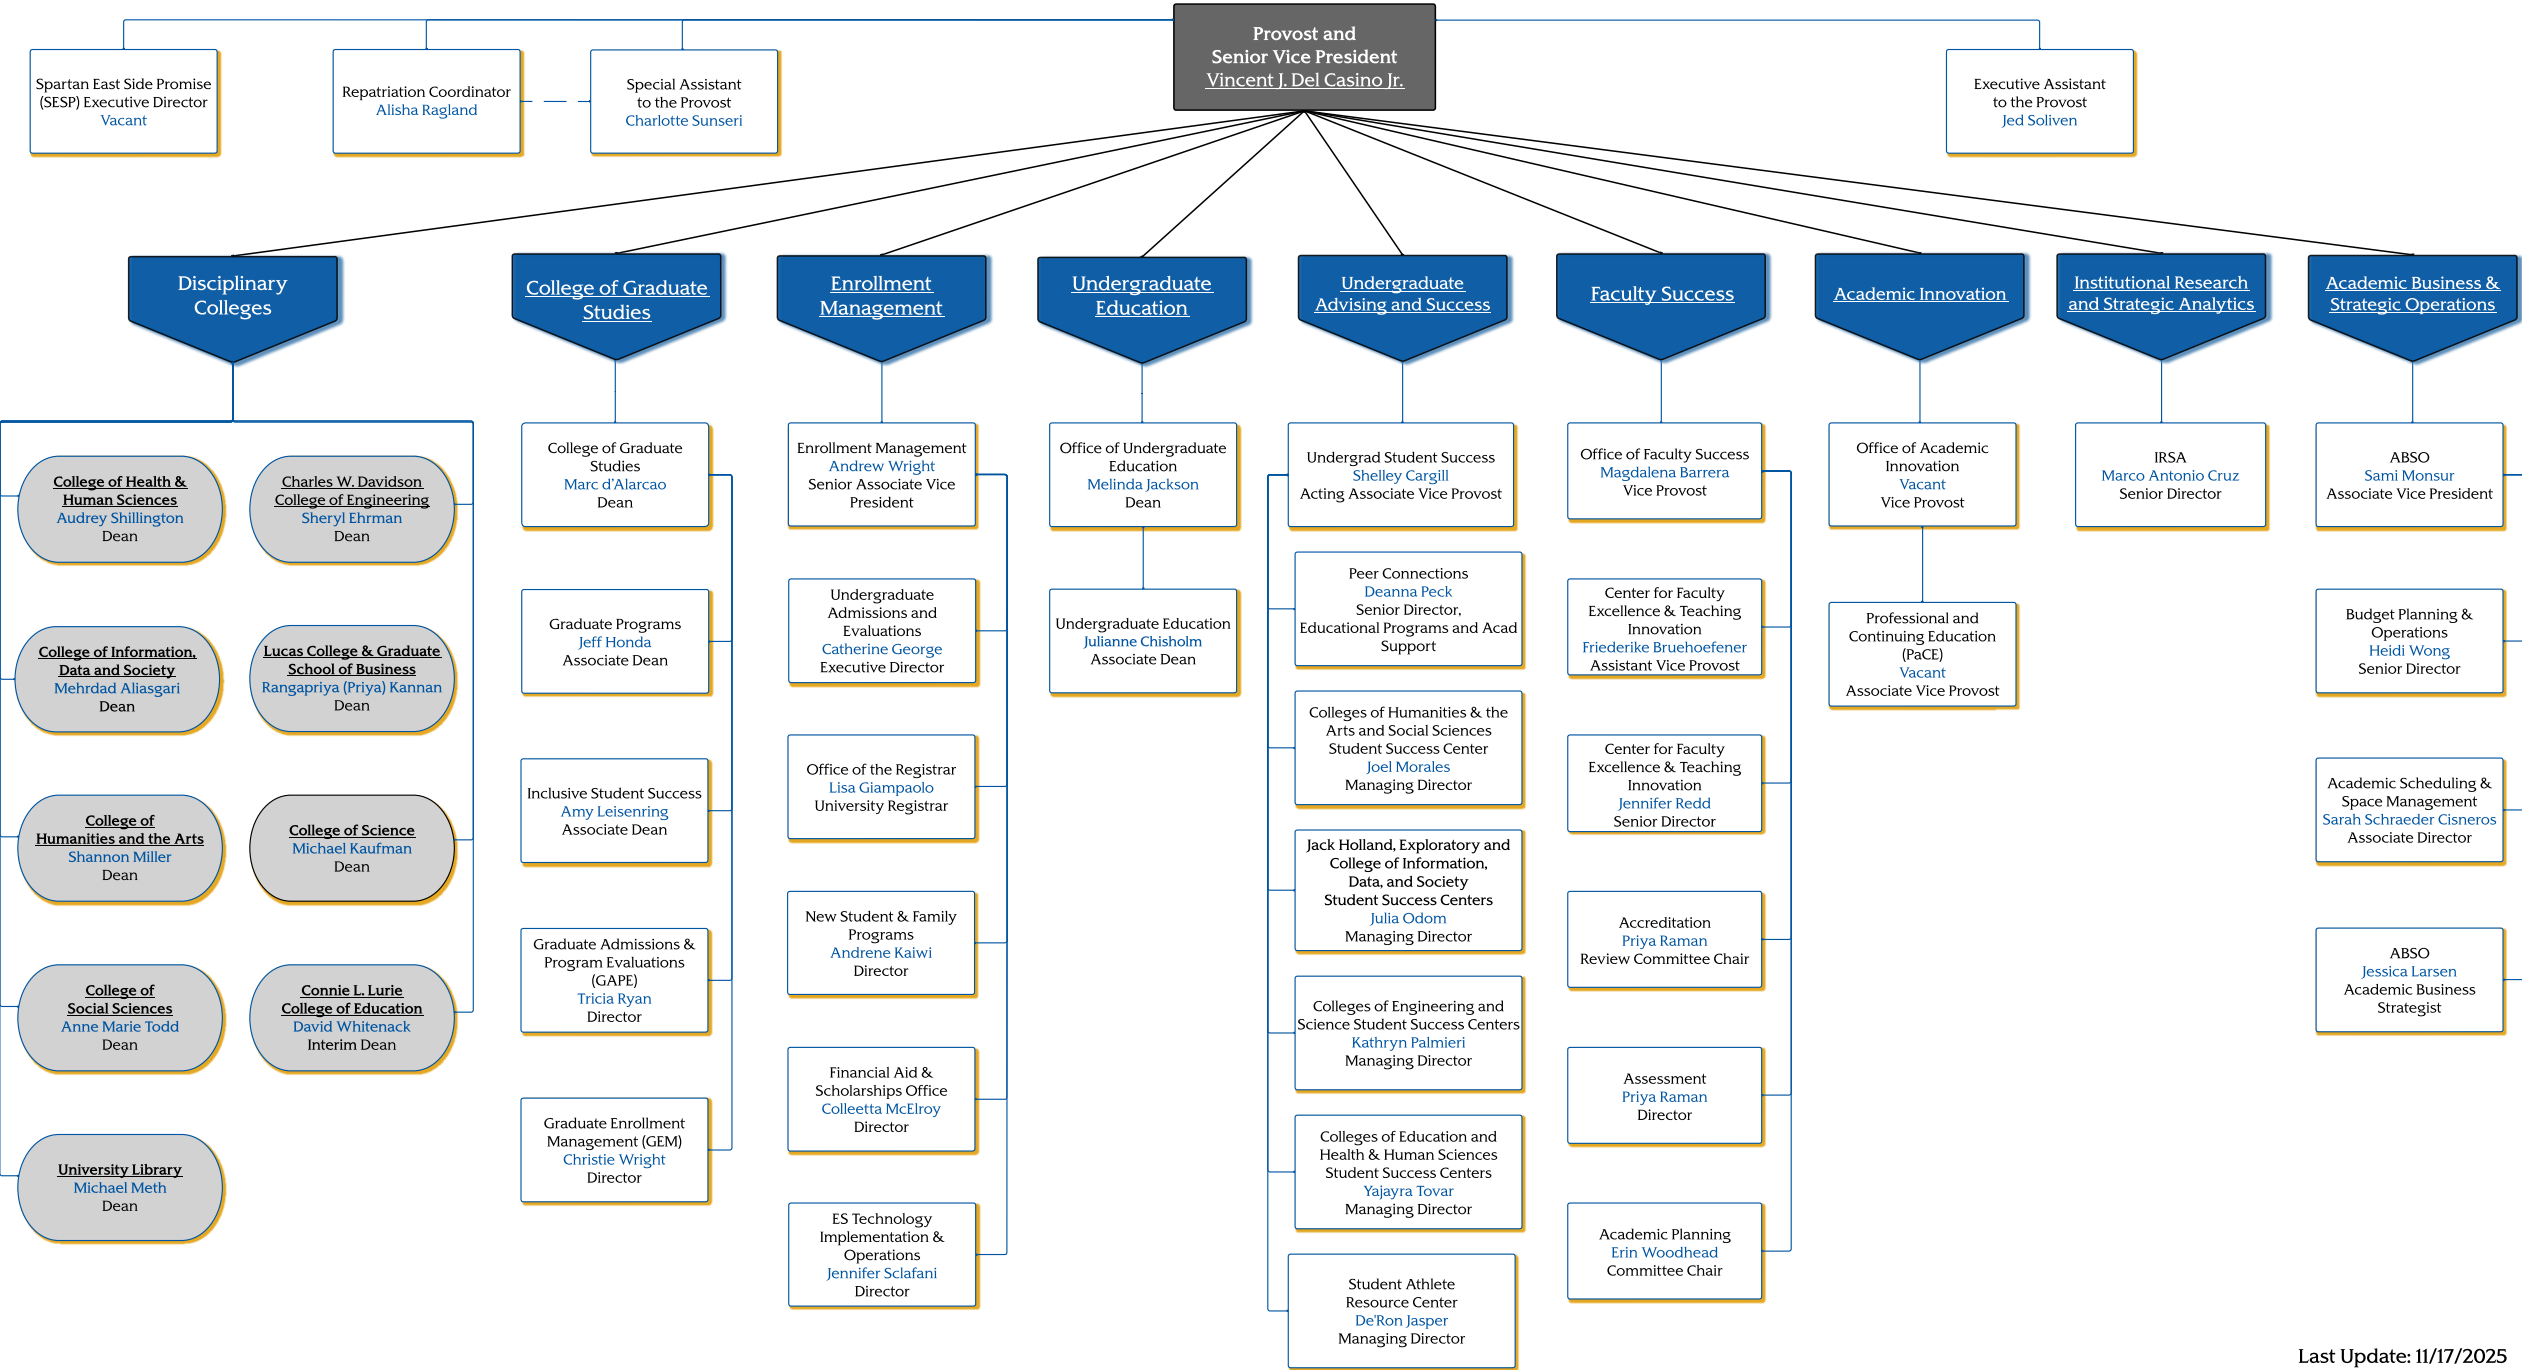 Provost and
Senior Vice President
Vincent J. Del Casino Jr.
Spartan East Side Promise
(SESP) Executive Director
Vacant
Repatriation Coordinator
Alisha Ragland
Special Assistant
to the Provost
Charlotte Sunseri
Executive Assistant
to the Provost
Jed Soliven
Disciplinary
Colleges
College of Graduate
Studies
Enrollment
Management
Undergraduate
Education
Undergraduate
Advising and Success
Faculty Success
Academic Innovation
Institutional Research
and Strategic Analytics
Academic Business &
Strategic Operations
College of Health &
Human Sciences
Audrey Shillington
Dean
Charles W. Davidson
College of Engineering
Sheryl Ehrman
Dean
College of Information,
Data and Society
Mehrdad Aliasgari
Dean
Lucas College & Graduate
School of Business
Rangapriya (Priya) Kannan
Dean
College of
Humanities and the Arts
Shannon Miller
Dean
College of Science
Michael Kaufman
Dean
College of
Social Sciences
Anne Marie Todd
Dean
Connie L. Lurie
College of Education
David Whitenack
Interim Dean
University Library
Michael Meth
Dean
College of Graduate
Studies
Marc d'Alarcao
Dean
Graduate Programs
Jeff Honda
Associate Dean
Inclusive Student Success
Amy Leisenring
Associate Dean
Graduate Admissions &
Program Evaluations
(GAPE)
Tricia Ryan
Director
Graduate Enrollment
Management (GEM)
Christie Wright
Director
Enrollment Management
Andrew Wright
Senior Associate Vice
President
Undergraduate
Admissions and
Evaluations
Catherine George
Executive Director
Office of the Registrar
Lisa Giampaolo
University Registrar
New Student & Family
Programs
Andrene Kaiwi
Director
Financial Aid &
Scholarships Office
Colleetta McElroy
Director
ES Technology
Implementation &
Operations
Jennifer Sclafani
Director
Office of Undergraduate
Education
Melinda Jackson
Dean
Undergraduate Education
Julianne Chisholm
Associate Dean
Undergrad Student Success
Shelley Cargill
Acting Associate Vice Provost
Peer Connections
Deanna Peck
Senior Director,
Educational Programs and Acad
Support
Colleges of Humanities & the
Arts and Social Sciences
Student Success Center
Joel Morales
Managing Director
Jack Holland, Exploratory and
College of Information,
Data, and Society
Student Success Centers
Julia Odom
Managing Director
Colleges of Engineering and
Science Student Success Centers
Kathryn Palmieri
Managing Director
Colleges of Education and
Health & Human Sciences
Student Success Centers
Yajayra Tovar
Managing Director
Student Athlete
Resource Center
De'Ron Jasper
Managing Director
Office of Faculty Success
Magdalena Barrera
Vice Provost
Center for Faculty
Excellence & Teaching
Innovation
Friederike Bruehoefener
Assistant Vice Provost
Center for Faculty
Excellence & Teaching
Innovation
Jennifer Redd
Senior Director
Accreditation
Priya Raman
Review Committee Chair
Assessment
Priya Raman
Director
Academic Planning
Erin Woodhead
Committee Chair
Office of Academic
Innovation
Vacant
Vice Provost
Professional and
Continuing Education
(PaCE)
Vacant
Associate Vice Provost
IRSA
Marco Antonio Cruz
Senior Director
ABSO
Sami Monsur
Associate Vice President
Budget Planning &
Operations
Heidi Wong
Senior Director
Academic Scheduling &
Space Management
Sarah Schraeder Cisneros
Associate Director
ABSO
Jessica Larsen
Academic Business
Strategist
Last Update: 11/17/2025